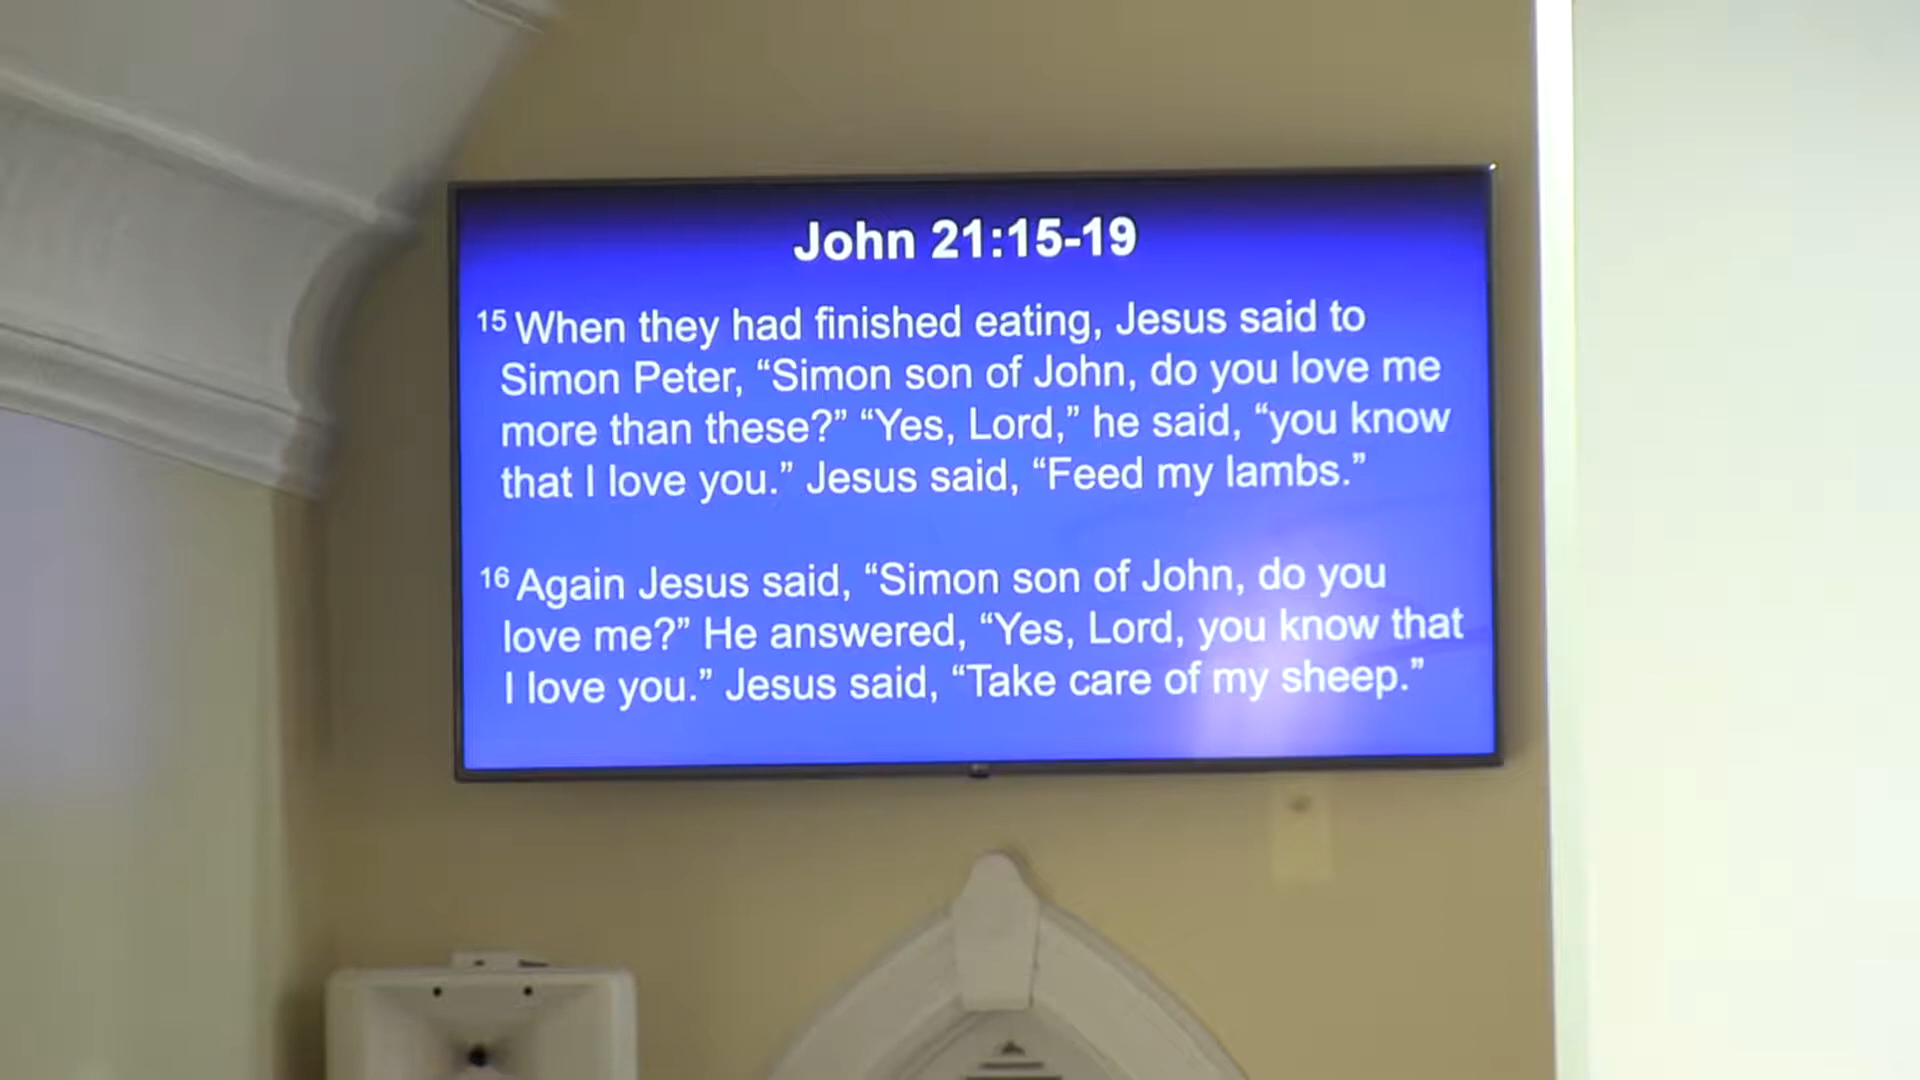 John 21:15-19
15 When they had finished eating, Jesus said to
Simon Peter, “Simon son of John, do you love me
more than these?” “Yes, Lord,” he said, “you know
that I love you.” Jesus said, “Feed my lambs.”
16 Again Jesus said, “Simon son of John, do you
love me?” He answered, “Yes, Lord, you know that
I love you.” Jesus said, “Take care of my sheep.”